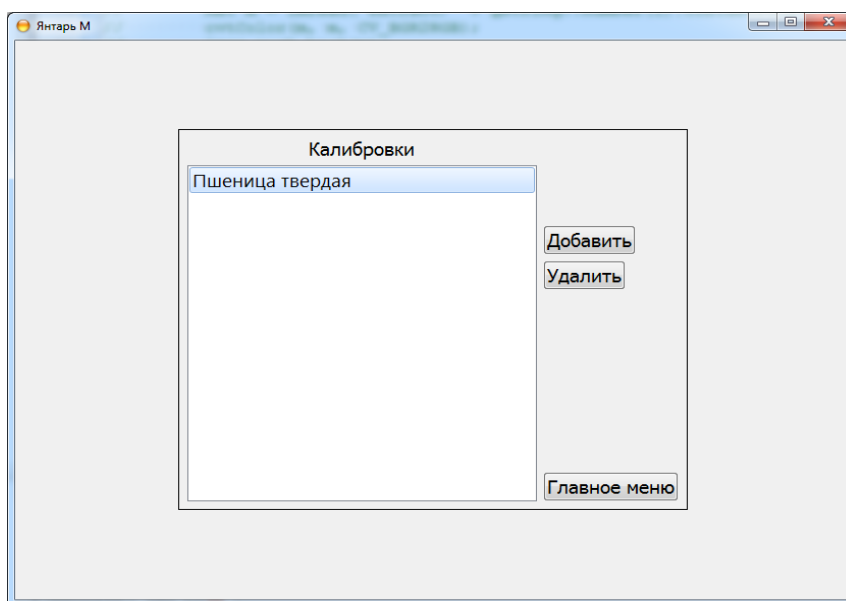 Янтарь М
Калибровки
Пшеница твердая
Добавить
Удалить
Главное меню